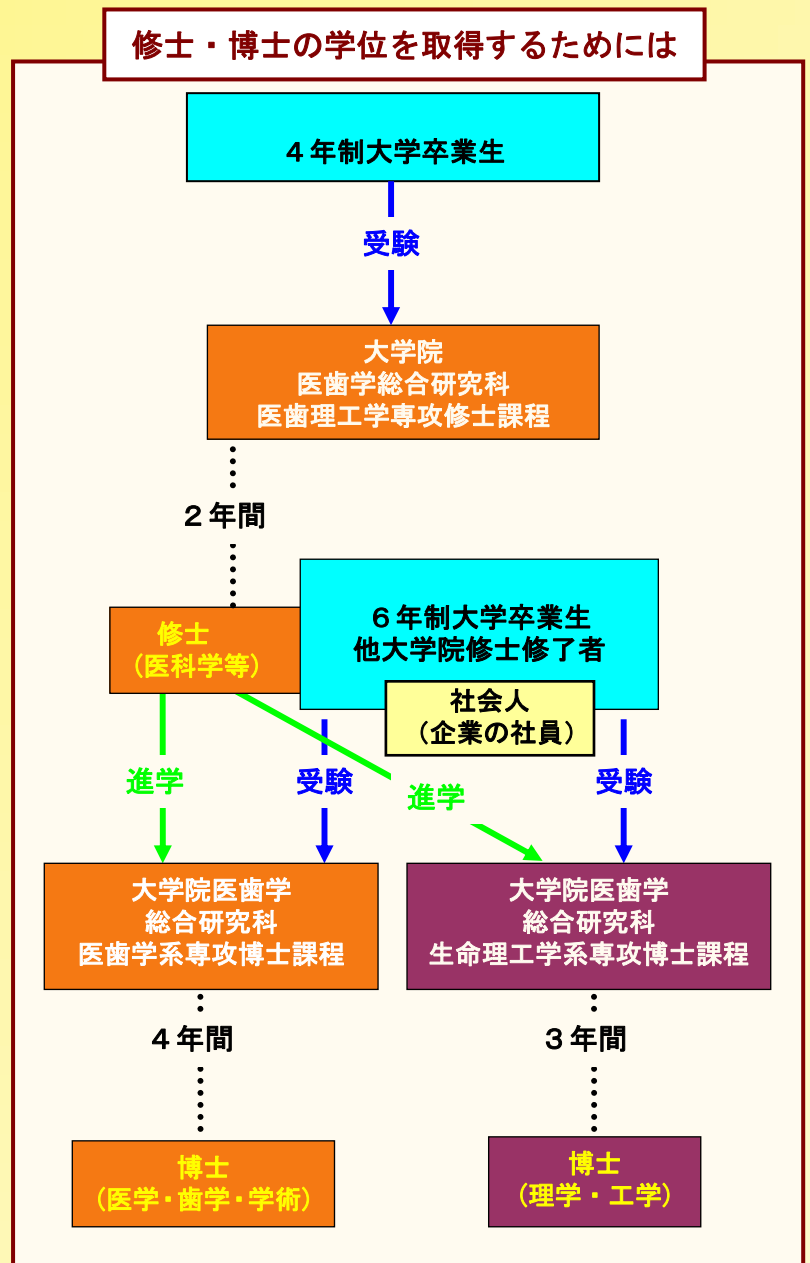 修士・博士の学位を取得するためには
4年制大学卒業生
受験
大学院
医歯学総合研究科
医歯理工学専攻修士課程
2年間
修士
（医科学等）
6年制大学卒業生
他大学院修士修了者
社会人
（企業の社員）
進学
受験
進学
受験
大学院医歯学
総合研究科
医歯学系専攻博士課程
大学院医歯学
総合研究科
生命理工学系専攻博士課程
4年間
3年間
博士
（医学・歯学・学術）
博士
（理学・工学）